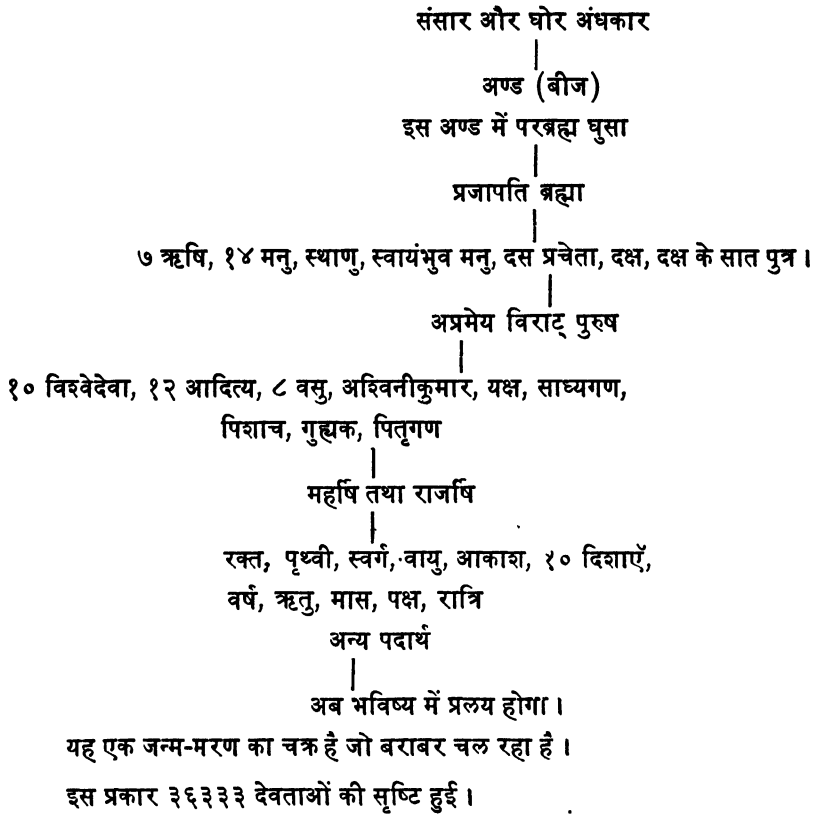 संसार और घोर अंधकार
अण्ड (बीज)
इस अण्ड में परब्रह्म घुसा
प्रजापति ब्रह्मा
७ ऋषि, १४ मनु, स्थाणु, स्वायंभुव मनु, दस प्रचेता, दक्ष, दक्ष के सात पुत्र ।
अप्रमेय विराट् पुरुष
१० विश्वेदेवा, १२ आदित्य, ८ वसु, अश्विनीकुमार, यक्ष, साघ्यगण,
पिशाच, गुह्यक, पितृगण
महर्षि तथा राजर्षि
रक्त, पृथ्वी, स्वर्ग, वायु, आकाश, १० दिशाएँ,
वर्ष, ऋतु, मास, पक्ष, रात्रि
अन्य पदार्थ
अब भविष्य में प्रलय होगा ।
यह एक जन्म-मरण का चक्र है जो बराबर चल रहा है ।
इस प्रकार ३६३३३ देवताओं की सृष्टि हुई ।